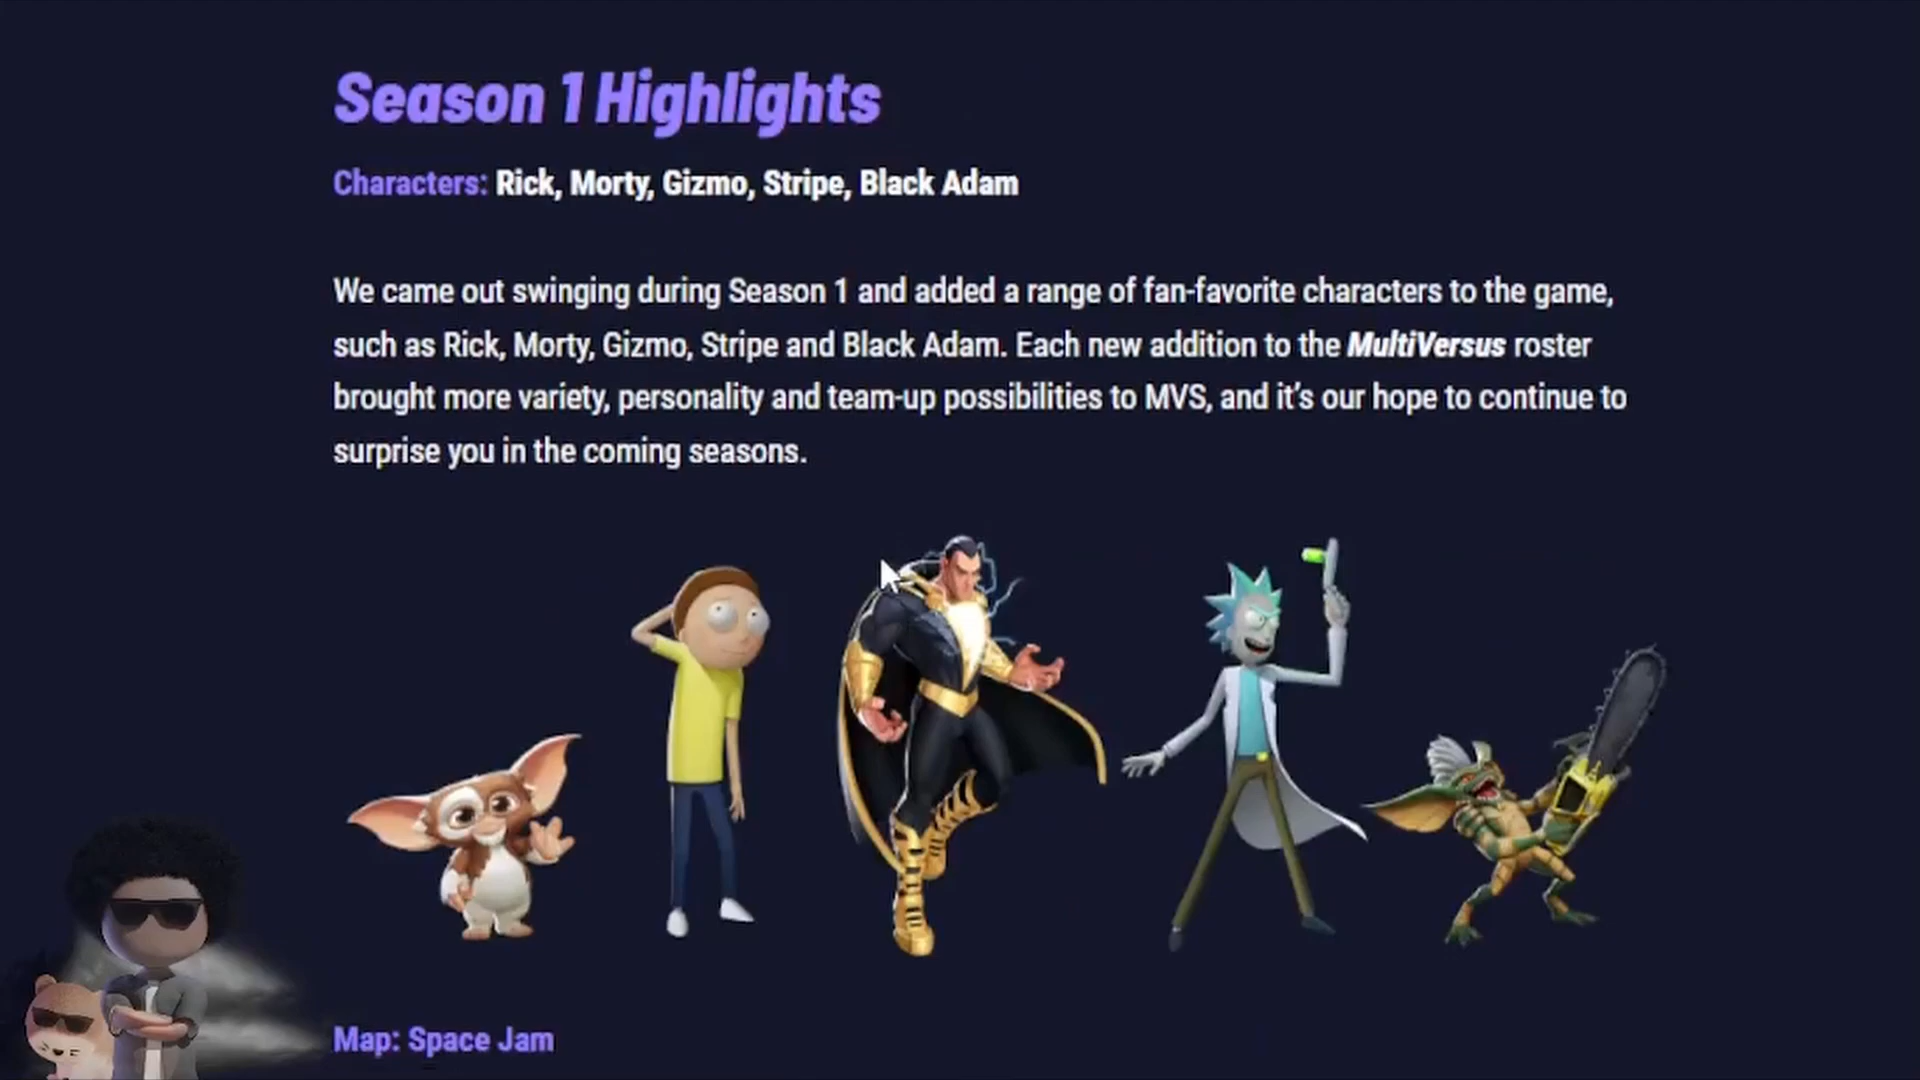 Season 1 Highlights
Characters: Rick, Morty, Gizmo, Stripe, Black Adam
We came out swinging during Season 1 and added a range of fan-favorite characters to the game,
such as Rick, Morty, Gizmo, Stripe and Black Adam. Each new addition to the MultiVersus roster
brought more variety, personality and team-up possibilities to MVS, and it’s our hope to continue to
surprise you in the coming seasons.
Map: Space Jam